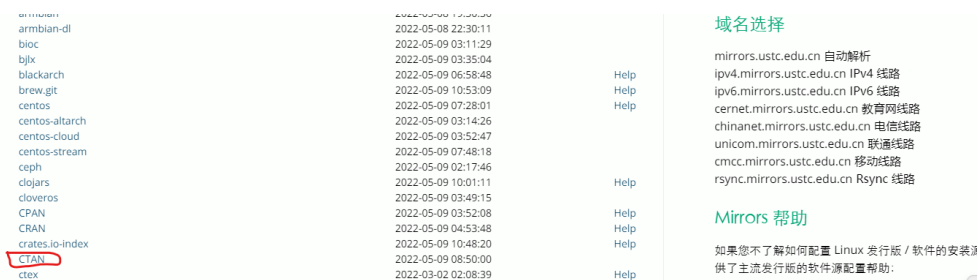 armbian 2022-05-08 19:36:36
armbian-dl 2022-05-08 22:30:11
bioc 2022-05-09 03:11:29
bjlx 2022-05-09 03:35:04
blackarch 2022-05-09 06:58:48 Help
brew.git 2022-05-09 10:53:09 Help
centos 2022-05-09 07:28:01 Help
centos-altarch 2022-05-09 03:14:26
centos-cloud 2022-05-09 03:52:47
centos-stream 2022-05-09 07:48:18
ceph 2022-05-09 02:17:46
clojars 2022-05-09 10:01:11 Help
cloveros 2022-05-09 03:49:15
CPAN 2022-05-09 03:52:08 Help
CRAN 2022-05-09 04:53:48 Help
crates.io-index 2022-05-09 10:48:20 Help
CTAN 2022-05-09 08:50:00
ctex 2022-03-02 02:08:39 Help
域名选择
mirrors.ustc.edu.cn 自动解析
ipv4.mirrors.ustc.edu.cn IPv4 线路
ipv6.mirrors.ustc.edu.cn IPv6 线路
cernet.mirrors.ustc.edu.cn 教育网线路
chinanet.mirrors.ustc.edu.cn 电信线路
unicom.mirrors.ustc.edu.cn 联通线路
cmcc.mirrors.ustc.edu.cn 移动线路
rsync.mirrors.ustc.edu.cn Rsync 线路
Mirrors 帮助
如果您不了解如何配置 Linux 发行版 / 软件的安装源
供了主流发行版的软件源配置帮助: